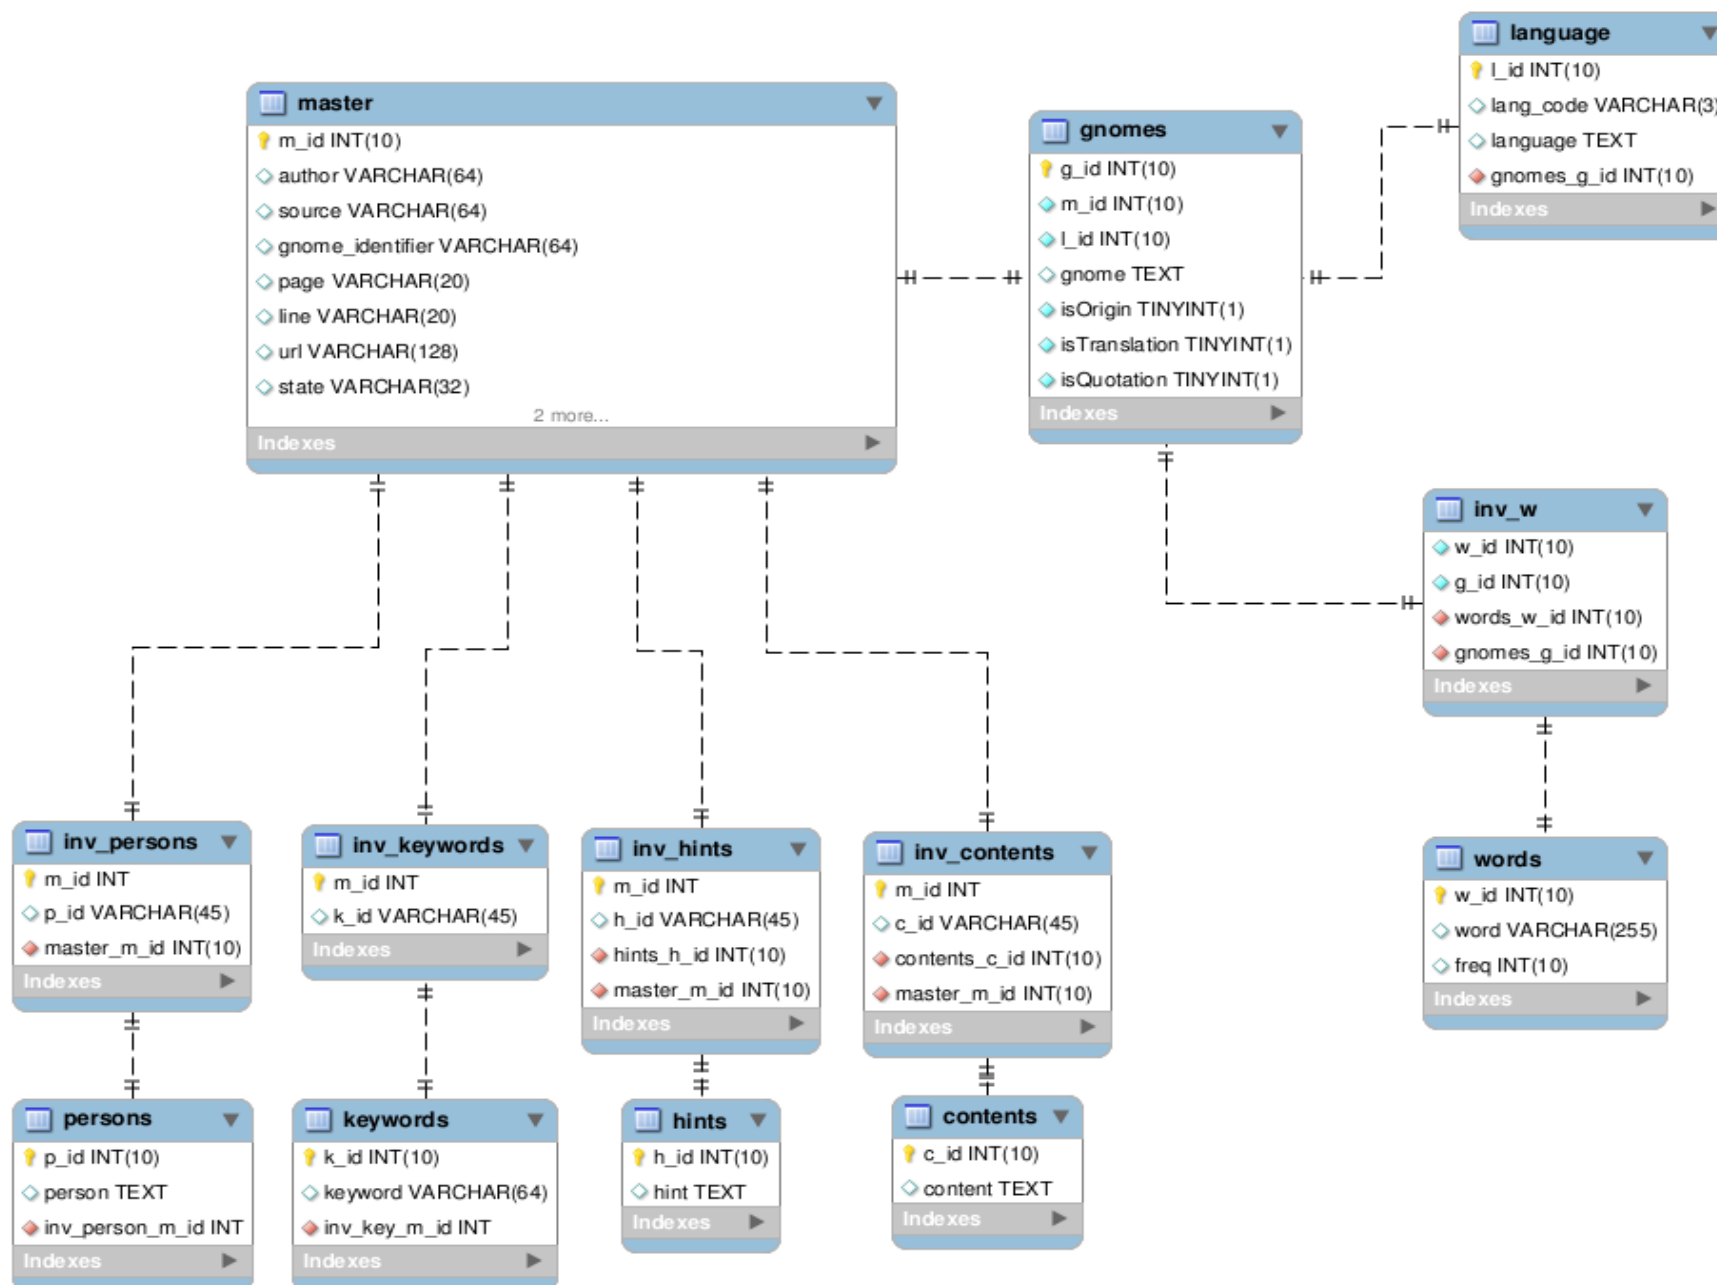 master
m_id INT(10)
author VARCHAR(64)
source VARCHAR(64)
gnome_identifier VARCHAR(64)
page VARCHAR(20)
line VARCHAR(20)
url VARCHAR(128)
state VARCHAR(32)
2 more...
Indexes
gnomes
g_id INT(10)
m_id INT(10)
l_id INT(10)
gnome TEXT
isOrigin TINYINT(1)
isTranslation TINYINT(1)
isQuotation TINYINT(1)
Indexes
language
l_id INT(10)
lang_code VARCHAR(3)
language TEXT
gnomes_g_id INT(10)
Indexes
inv_w
w_id INT(10)
g_id INT(10)
words_w_id INT(10)
gnomes_g_id INT(10)
Indexes
words
w_id INT(10)
word VARCHAR(255)
freq INT(10)
Indexes
inv_persons
m_id INT
p_id VARCHAR(45)
master_m_id INT(10)
Indexes
inv_keywords
m_id INT
k_id VARCHAR(45)
Indexes
inv_hints
m_id INT
h_id VARCHAR(45)
hints_h_id INT(10)
master_m_id INT(10)
Indexes
inv_contents
m_id INT
c_id VARCHAR(45)
contents_c_id INT(10)
master_m_id INT(10)
Indexes
persons
p_id INT(10)
person TEXT
inv_person_m_id INT
Indexes
keywords
k_id INT(10)
keyword VARCHAR(64)
inv_key_m_id INT
Indexes
hints
h_id INT(10)
hint TEXT
Indexes
contents
c_id INT(10)
content TEXT
Indexes